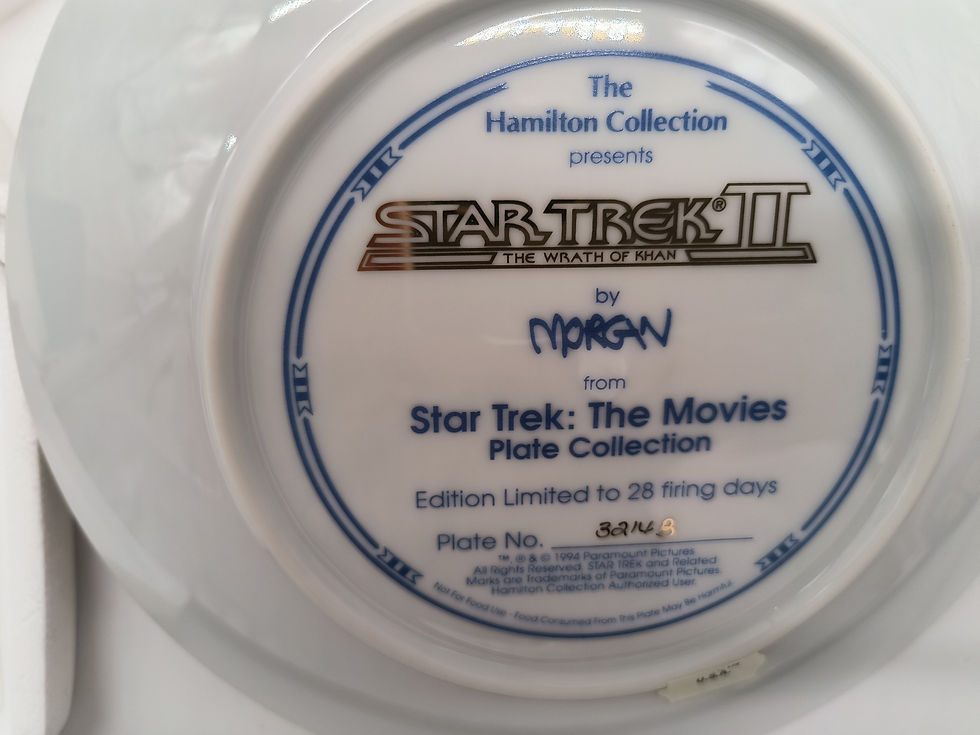 The
Hamilton Collection
presents
STAR TREK® II
THE WRATH OF KHAN
by
MORGAN
from
Star Trek: The Movies
Plate Collection
Edition Limited to 28 firing days
Plate No. 3214B
™, ® & © 1994 Paramount Pictures.
All Rights Reserved. STAR TREK and Related
Marks are Trademarks of Paramount Pictures.
Hamilton Collection Authorized User.
Not For Food Use - Food Consumed From This Plate May Be Harmful.